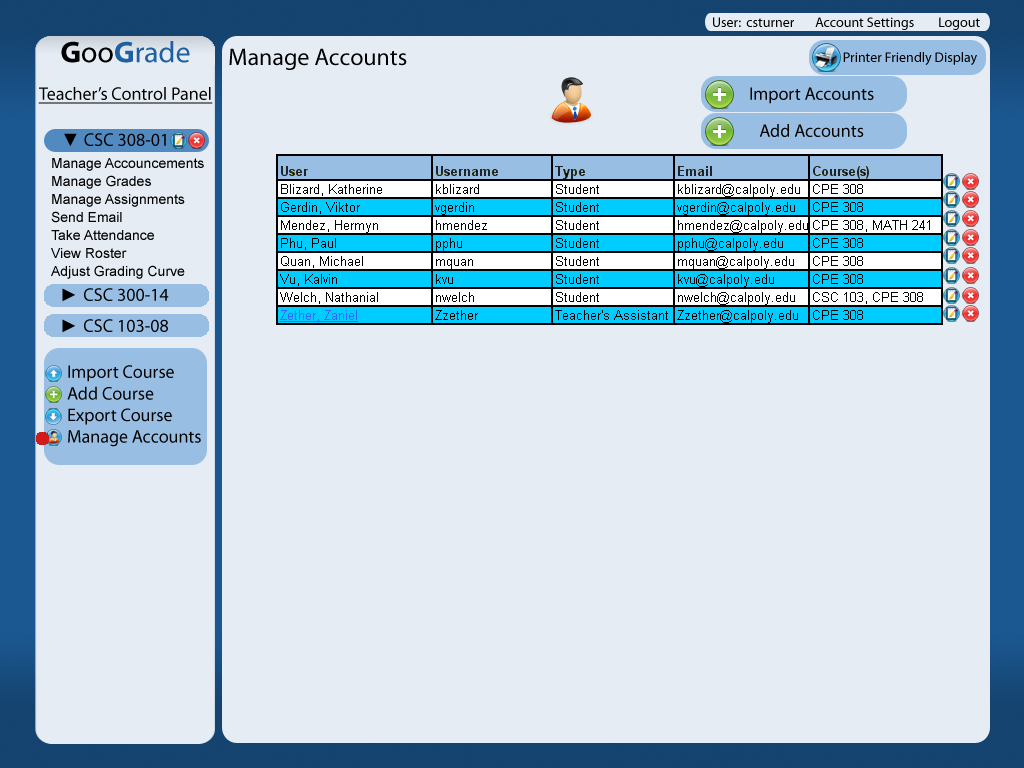 User: csturner Account Settings Logout
GooGrade
Teacher's Control Panel
▼ CSC 308-01
Manage Accouncements
Manage Grades
Manage Assignments
Send Email
Take Attendance
View Roster
Adjust Grading Curve
► CSC 300-14
► CSC 103-08
Import Course
Add Course
Export Course
Manage Accounts
Manage Accounts
Printer Friendly Display
Import Accounts
Add Accounts
User Username Type Email Course(s)
Blizard, Katherine kblizard Student kblizard@calpoly.edu CPE 308
Gerdin, Viktor vgerdin Student vgerdin@calpoly.edu CPE 308
Mendez, Hermyn hmendez Student hmendez@calpoly.edu CPE 308, MATH 241
Phu, Paul pphu Student pphu@calpoly.edu CPE 308
Quan, Michael mquan Student mquan@calpoly.edu CPE 308
Vu, Kalvin kvu Student kvu@calpoly.edu CPE 308
Welch, Nathanial nwelch Student nwelch@calpoly.edu CSC 103, CPE 308
Zether, Zaniel Zzether Teacher's Assistant Zzether@calpoly.edu CPE 308